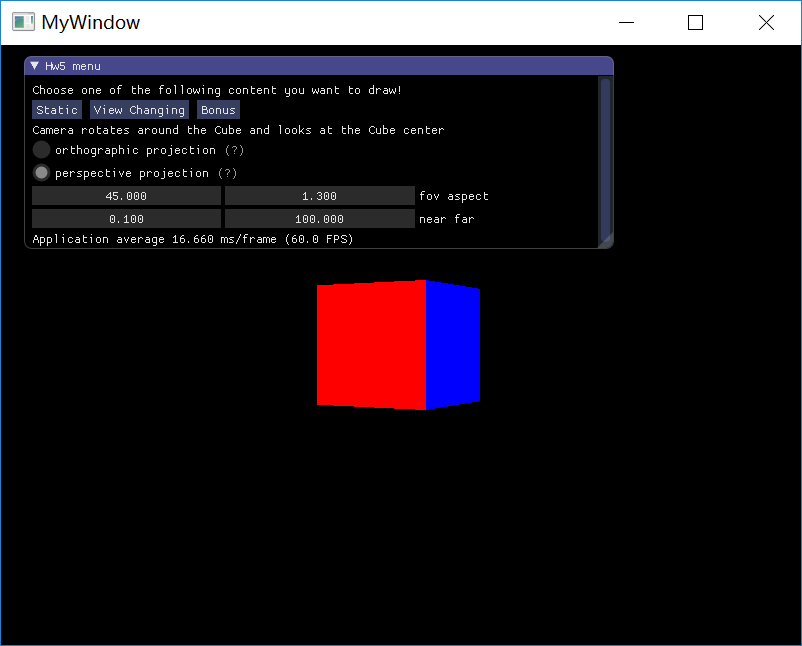 MyWindow
Hw5 menu
Choose one of the following content you want to draw!
Static View Changing Bonus
Camera rotates around the Cube and looks at the Cube center
orthographic projection (?)
perspective projection (?)
45.000 1.300 fov aspect
0.100 100.000 near far
Application average 16.660 ms/frame (60.0 FPS)